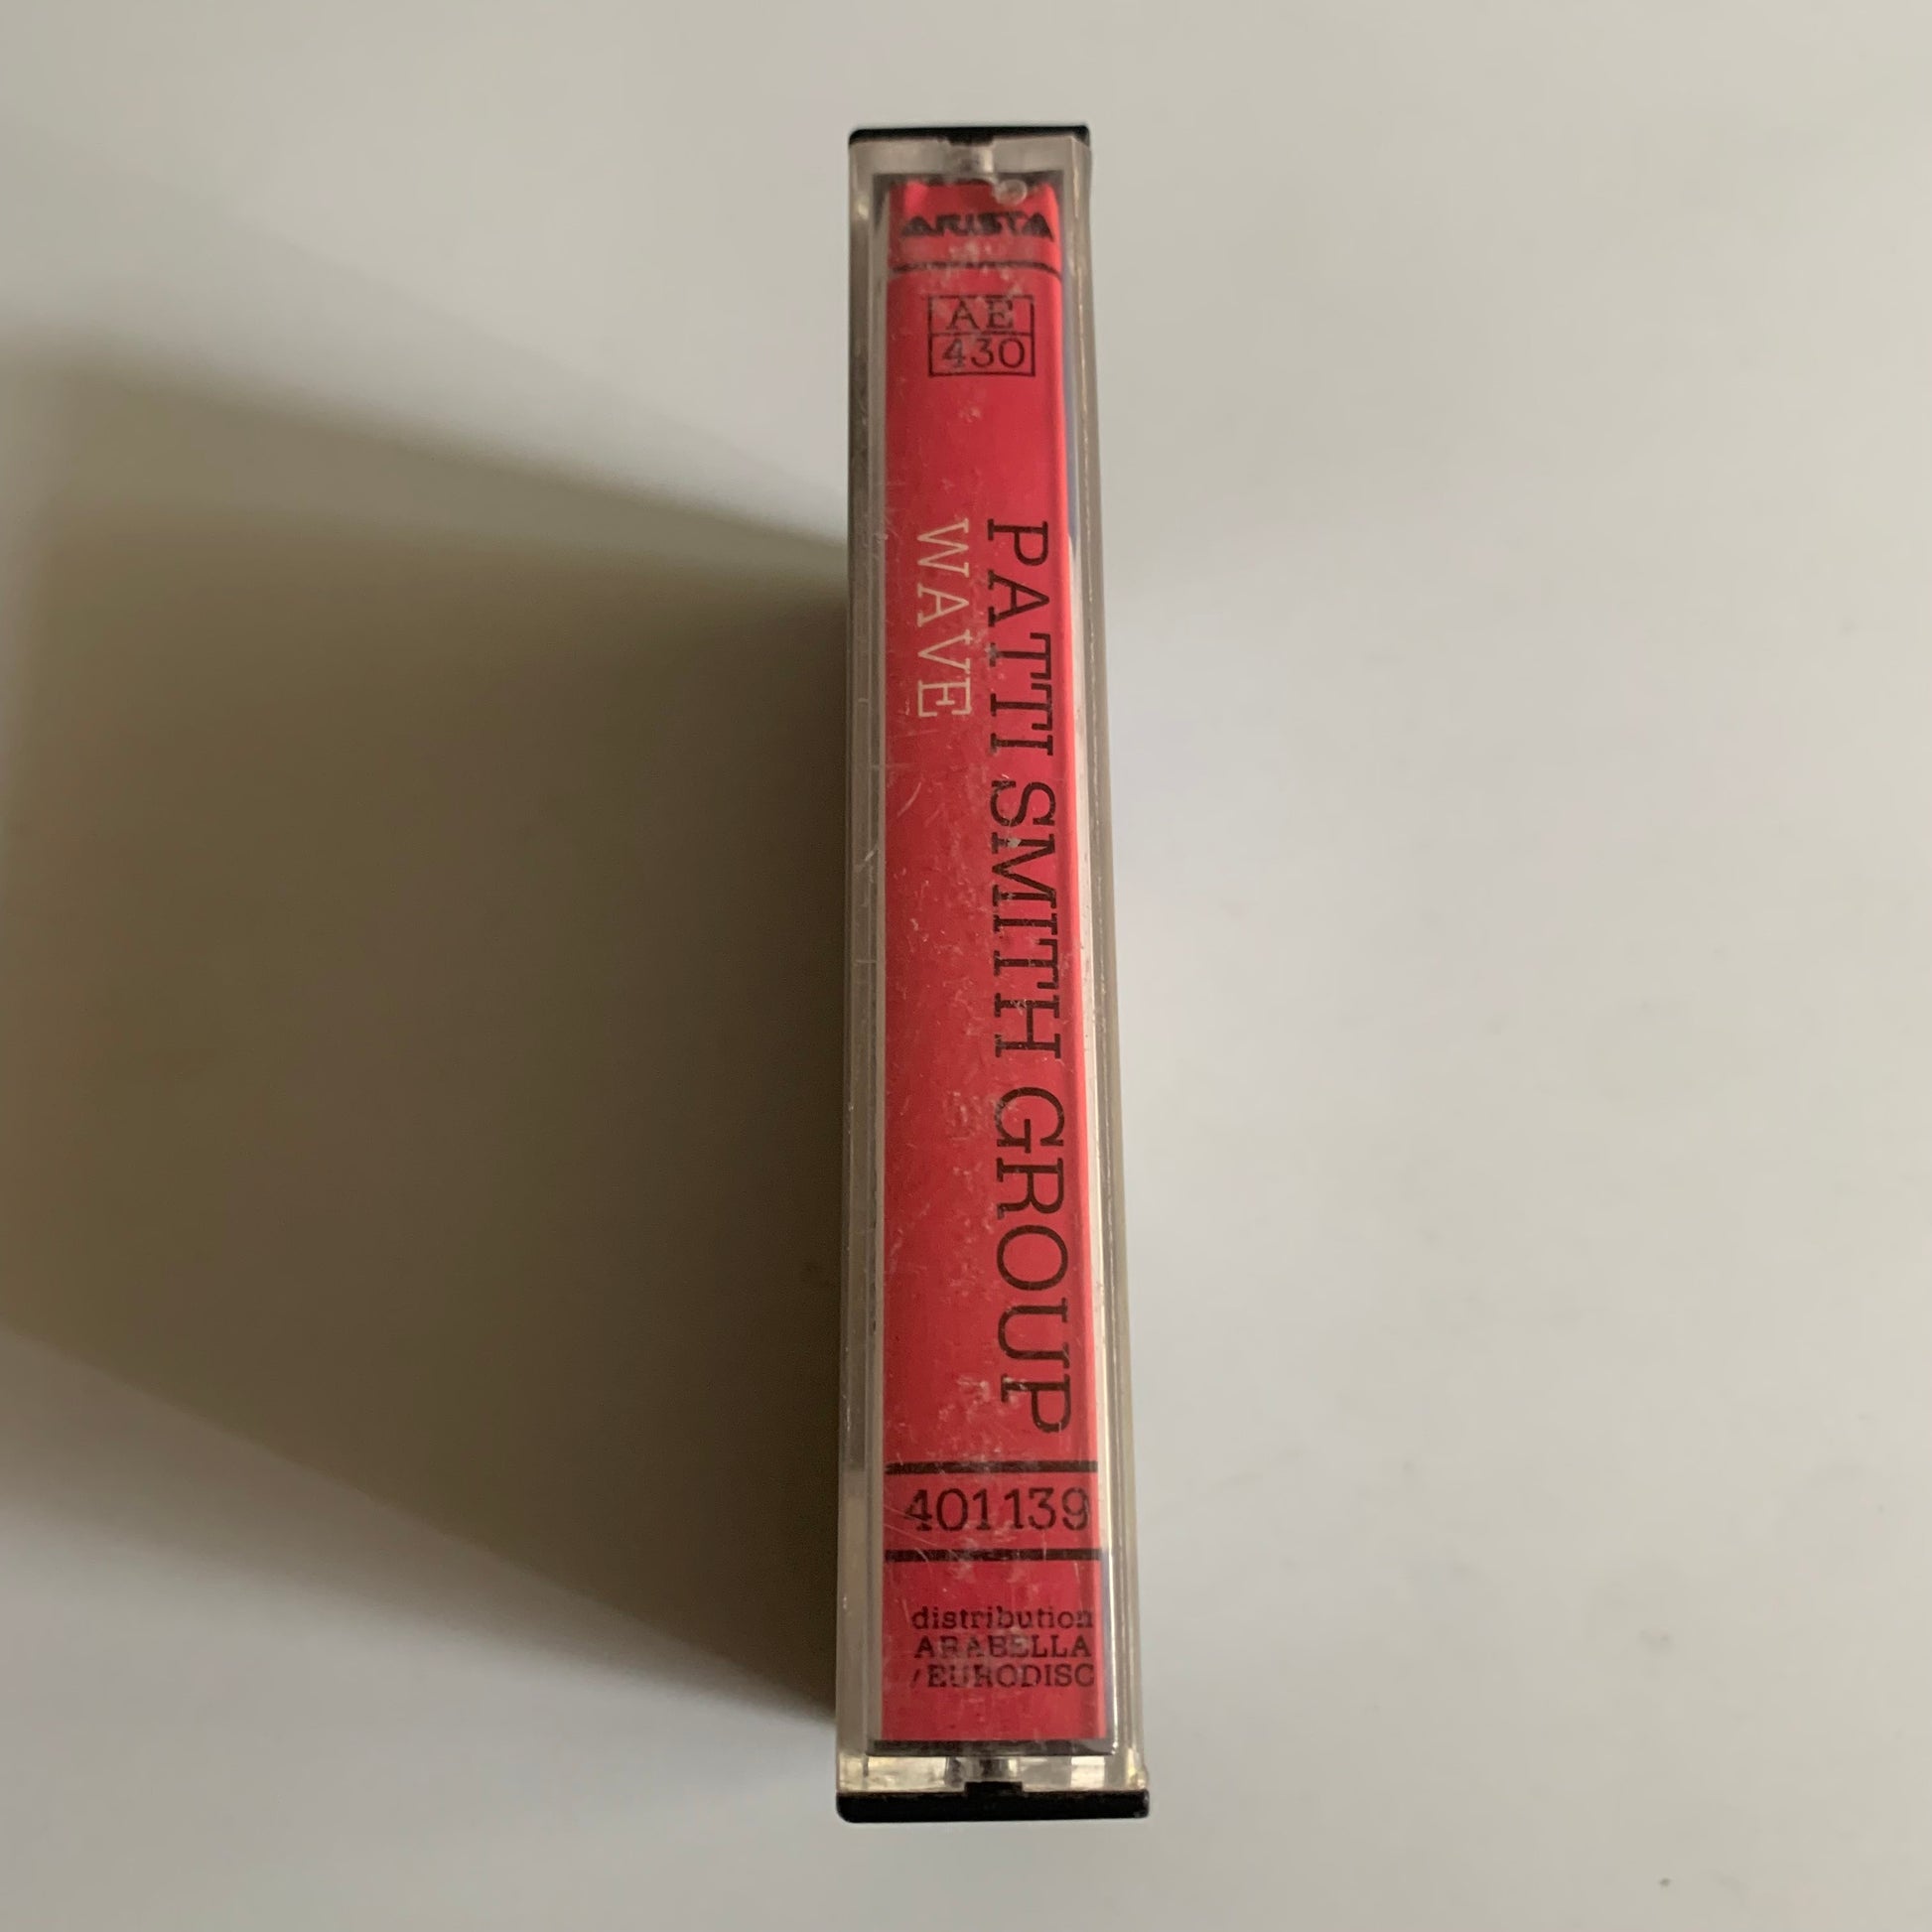 ARISTA
AE
430
PATTI SMITH GROUP
WAVE
401139
distribution
ARABELLA
/EURODISC